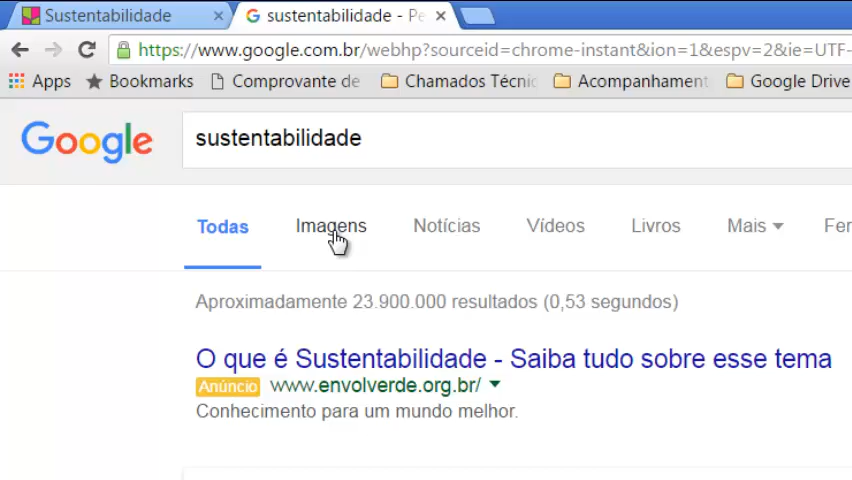 Sustentabilidade
sustentabilidade - Pe
https://www.google.com.br/webhp?sourceid=chrome-instant&ion=1&espv=2&ie=UTF-
Apps Bookmarks Comprovante de Chamados Técnic Acompanhament Google Drive
Google sustentabilidade
Todas Imagens Notícias Vídeos Livros Mais Fer
Aproximadamente 23.900.000 resultados (0,53 segundos)
O que é Sustentabilidade - Saiba tudo sobre esse tema
Anúncio www.envolverde.org.br/
Conhecimento para um mundo melhor.